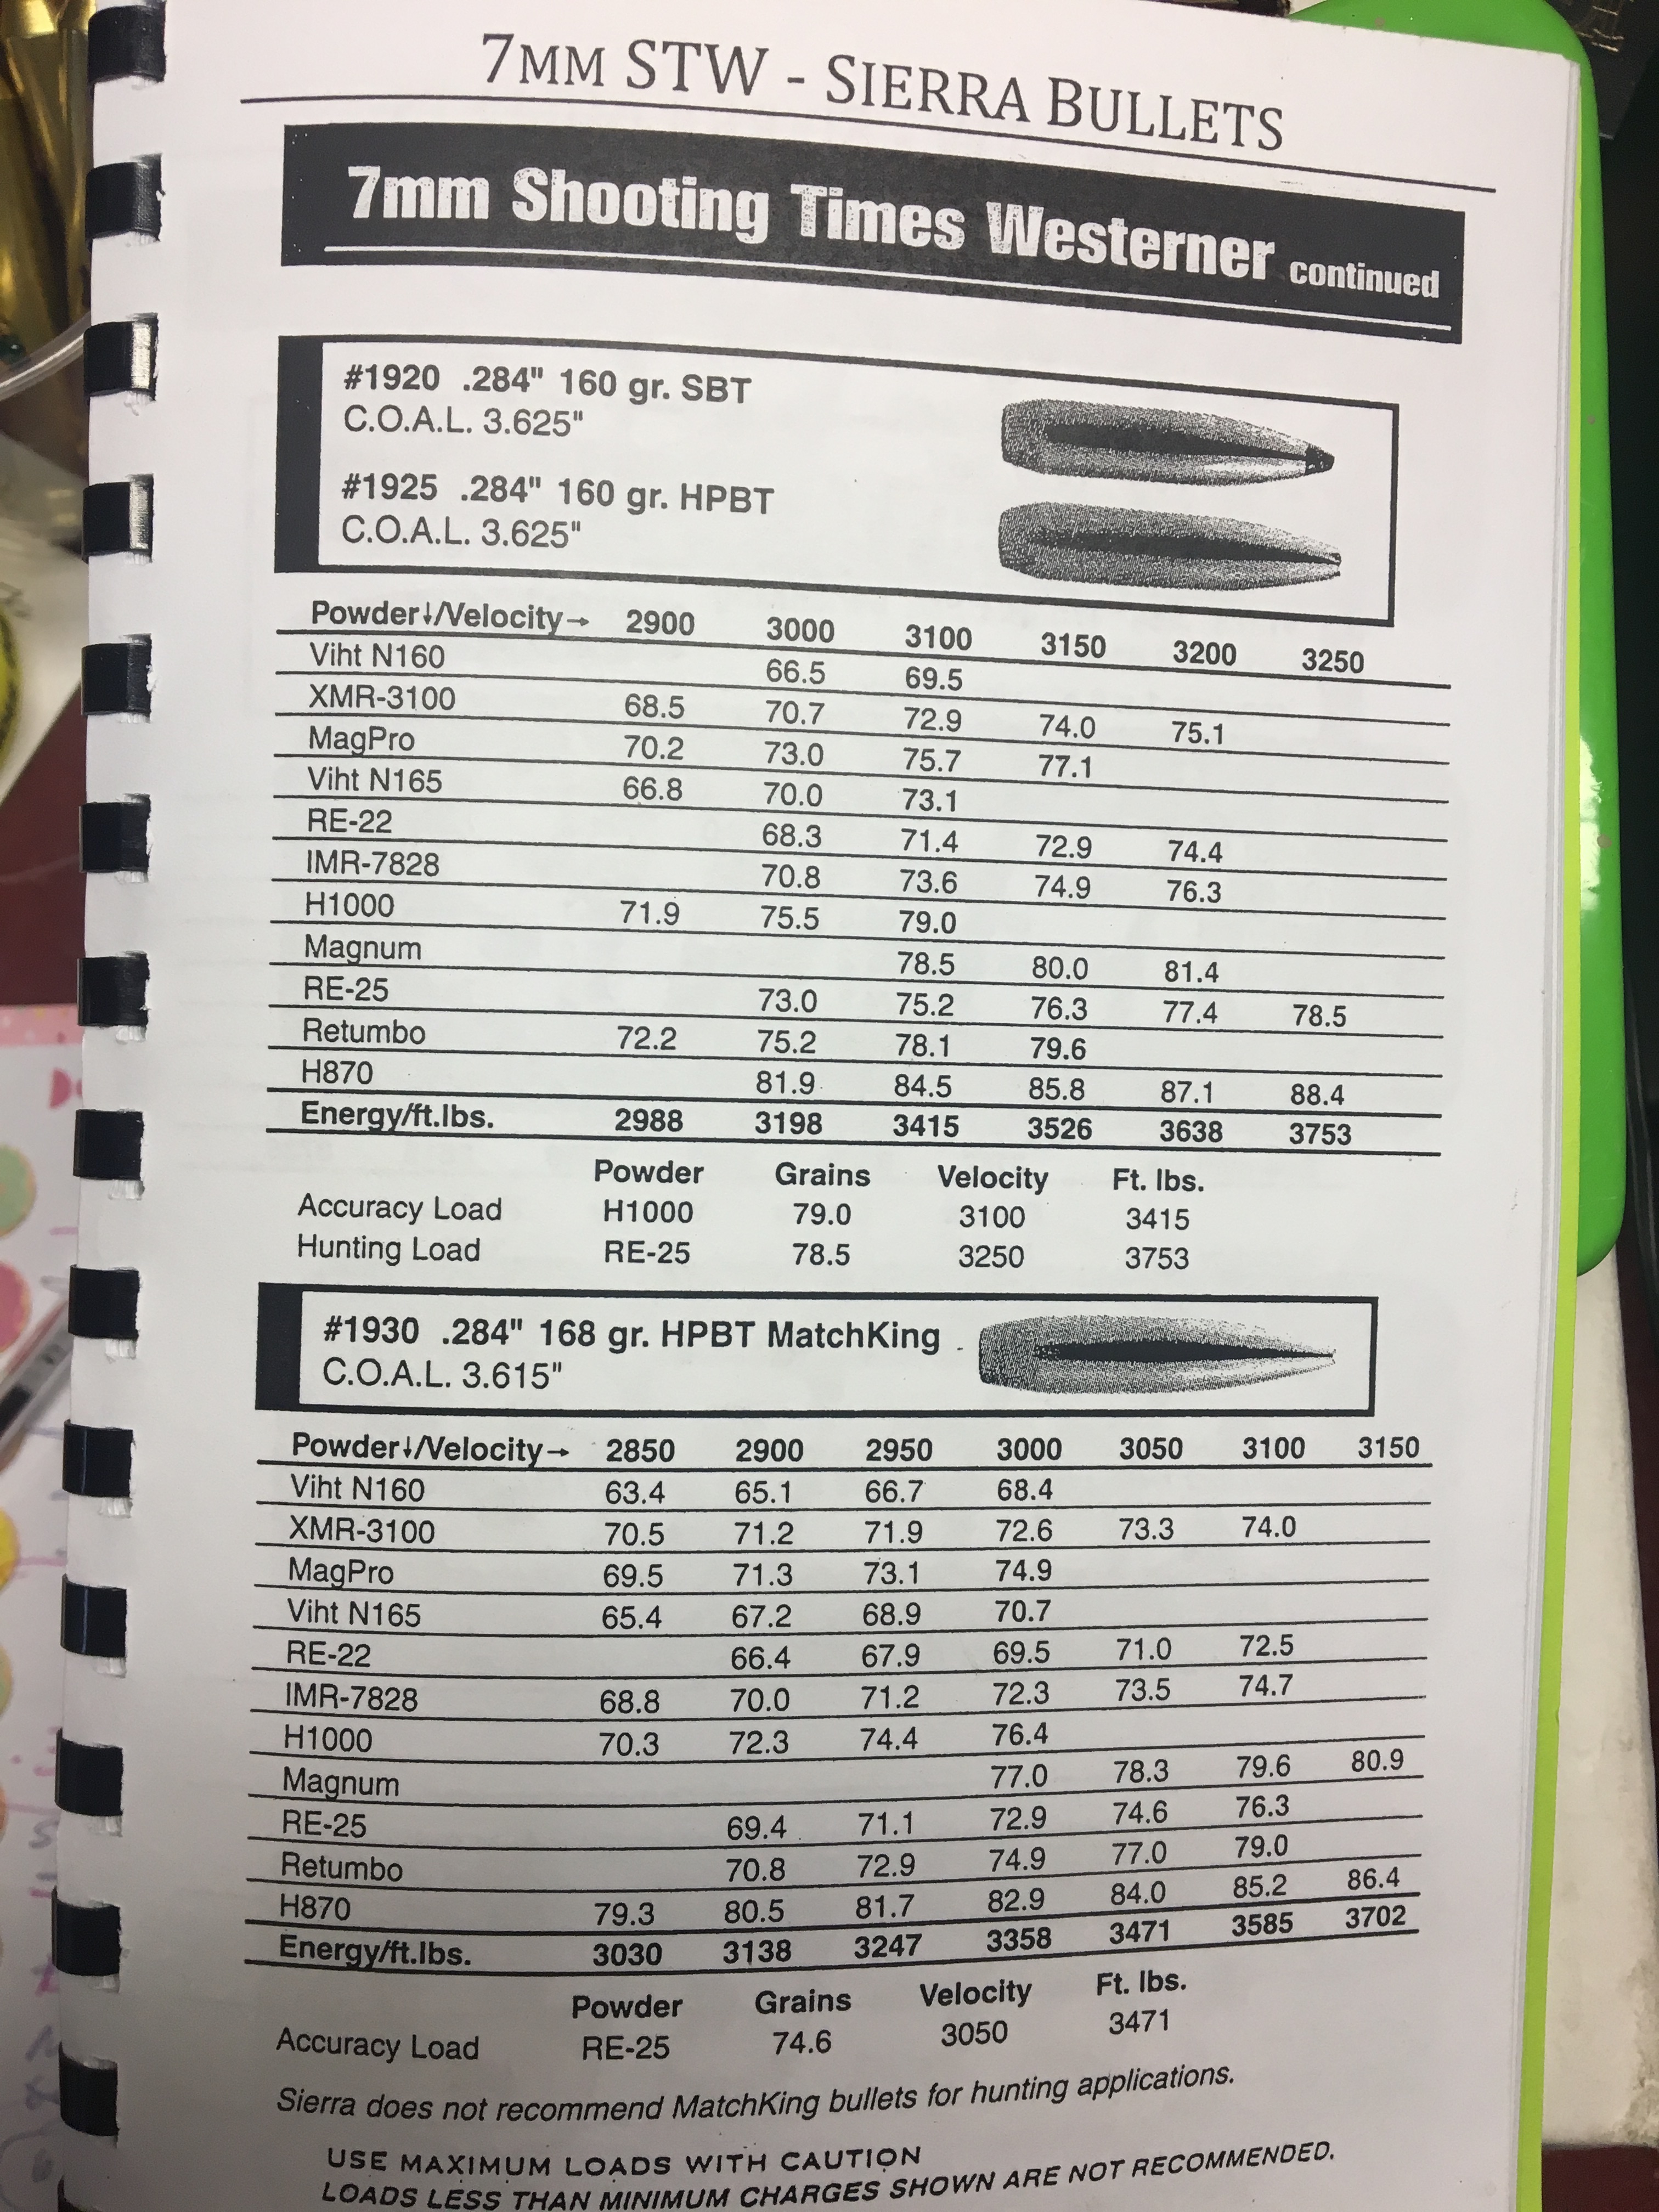 7MM STW - SIERRA BULLETS
7mm Shooting Times Westerner continued
#1920 .284" 160 gr. SBT
C.O.A.L. 3.625"
#1925 .284" 160 gr. HPBT
C.O.A.L. 3.625"
Powder↓/Velocity→ 2900 3000 3100 3150 3200 3250
Viht N160 66.5 69.5
XMR-3100 68.5 70.7 72.9 74.0 75.1
MagPro 70.2 73.0 75.7 77.1
Viht N165 66.8 70.0 73.1
RE-22 68.3 71.4 72.9 74.4
IMR-7828 70.8 73.6 74.9 76.3
H1000 71.9 75.5 79.0
Magnum 78.5 80.0 81.4
RE-25 73.0 75.2 76.3 77.4 78.5
Retumbo 72.2 75.2 78.1 79.6
H870 81.9 84.5 85.8 87.1 88.4
Energy/ft.lbs. 2988 3198 3415 3526 3638 3753
Powder Grains Velocity Ft. lbs.
Accuracy Load H1000 79.0 3100 3415
Hunting Load RE-25 78.5 3250 3753
#1930 .284" 168 gr. HPBT MatchKing
C.O.A.L. 3.615"
Powder↓/Velocity→ 2850 2900 2950 3000 3050 3100 3150
Viht N160 63.4 65.1 66.7 68.4
XMR-3100 70.5 71.2 71.9 72.6 73.3 74.0
MagPro 69.5 71.3 73.1 74.9
Viht N165 65.4 67.2 68.9 70.7
RE-22 66.4 67.9 69.5 71.0 72.5
IMR-7828 68.8 70.0 71.2 72.3 73.5 74.7
H1000 70.3 72.3 74.4 76.4
Magnum 77.0 78.3 79.6 80.9
RE-25 69.4 71.1 72.9 74.6 76.3
Retumbo 70.8 72.9 74.9 77.0 79.0
H870 79.3 80.5 81.7 82.9 84.0 85.2 86.4
Energy/ft.lbs. 3030 3138 3247 3358 3471 3585 3702
Powder Grains Velocity Ft. lbs.
Accuracy Load RE-25 74.6 3050 3471
Sierra does not recommend MatchKing bullets for hunting applications.
USE MAXIMUM LOADS WITH CAUTION
LOADS LESS THAN MINIMUM CHARGES SHOWN ARE NOT RECOMMENDED.